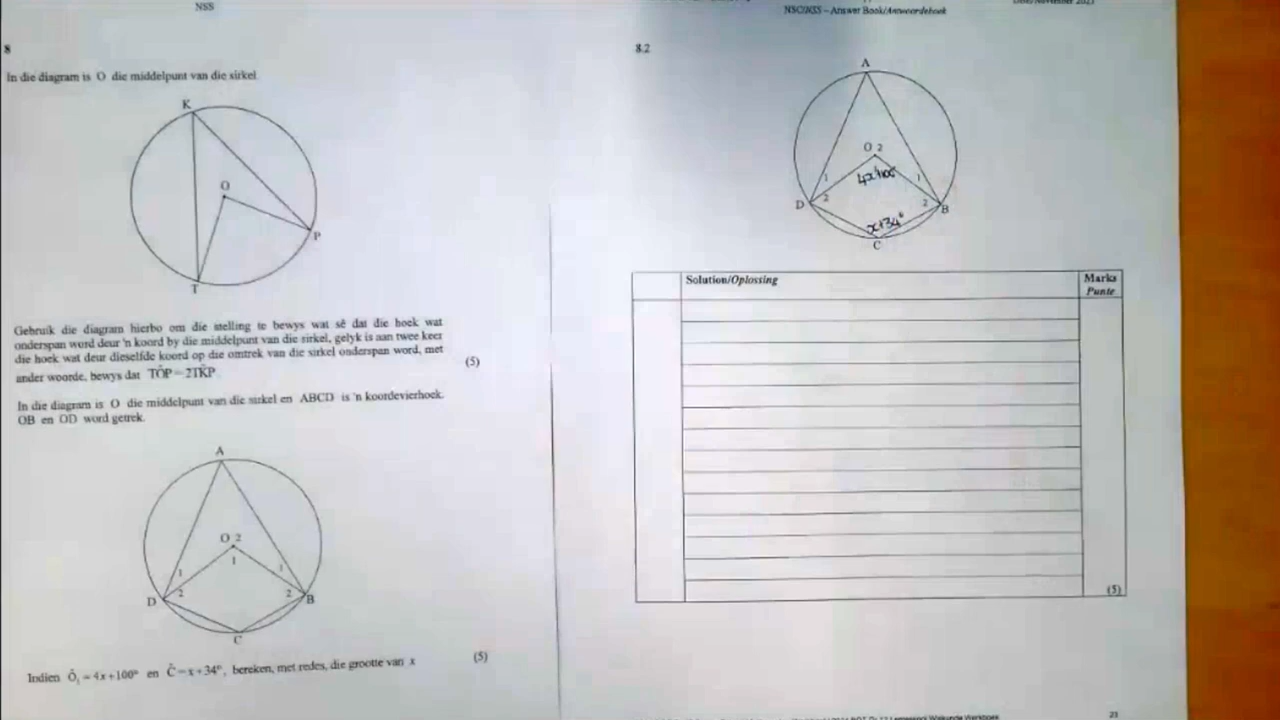 NSS
8
In die diagram is O die middelpunt van die sirkel
K
O
P
T
Gebruik die diagram hierbo om die stelling te bewys wat sê dat die hoek wat
onderspan word deur 'n koord by die middelpunt van die sirkel, gelyk is aan twee keer
die hoek wat deur dieselfde koord op die omtrek van die sirkel onderspan word, met
ander woorde, bewys dat TÔP = 2TK̂P (5)
In die diagram is O die middelpunt van die sirkel en ABCD is 'n koordevierhoek.
OB en OD word getrek.
A
O 2
1
1 1
D 2 2 B
C
Indien Ô₁ = 4x+100° en Ĉ = x+34°, bereken, met redes, die grootte van x (5)
NSC/NSS – Answer Book/Antwoordeboek
8.2
A
O 2
4x+100°
1 1
D 2 2 B
x+34°
C
Solution/Oplossing Marks
Punte
(5)
23